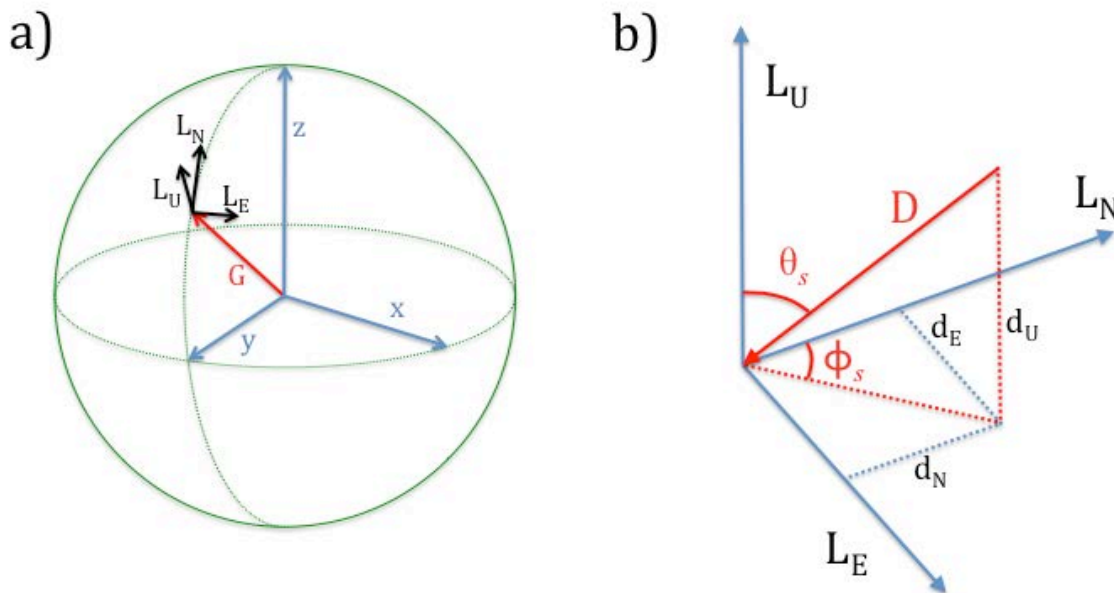 a)
z
L_N
L_U
L_E
G
x
y
b)
L_U
L_N
D
θ_s
d_E
d_U
ϕ_s
d_N
L_E